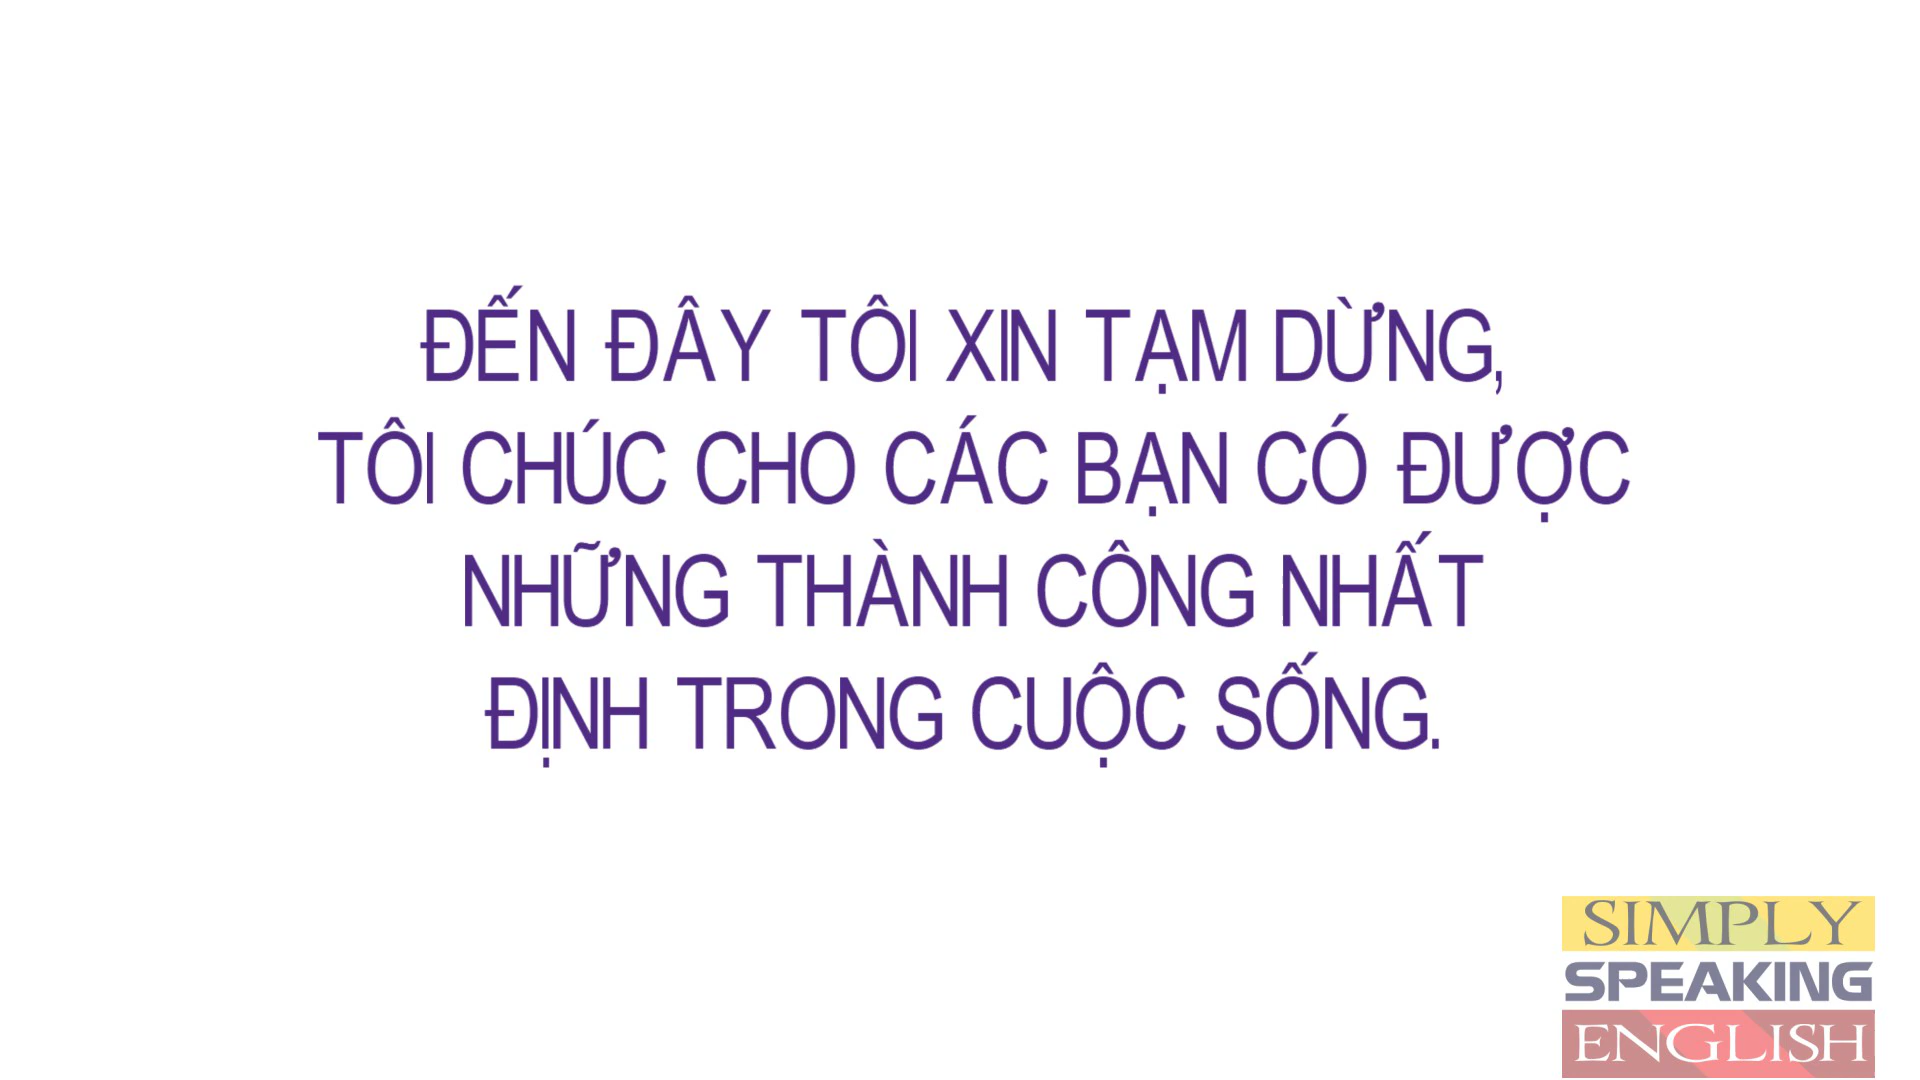 ĐẾN ĐÂY TÔI XIN TẠM DỪNG,
TÔI CHÚC CHO CÁC BẠN CÓ ĐƯỢC
NHỮNG THÀNH CÔNG NHẤT
ĐỊNH TRONG CUỘC SỐNG.
SIMPLY
SPEAKING
ENGLISH